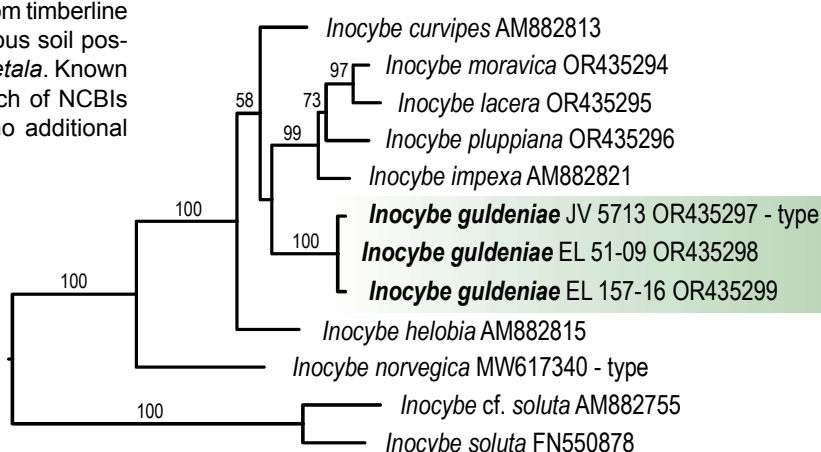 om timberline
ous soil pos-
etala. Known
ch of NCBIs
no additional
Inocybe curvipes AM882813
97
Inocybe moravica OR435294
58
73
Inocybe lacera OR435295
99
Inocybe pluppiana OR435296
Inocybe impexa AM882821
100
Inocybe guldeniae JV 5713 OR435297 - type
100
Inocybe guldeniae EL 51-09 OR435298
100
Inocybe guldeniae EL 157-16 OR435299
Inocybe helobia AM882815
Inocybe norvegica MW617340 - type
100
Inocybe cf. soluta AM882755
Inocybe soluta FN550878